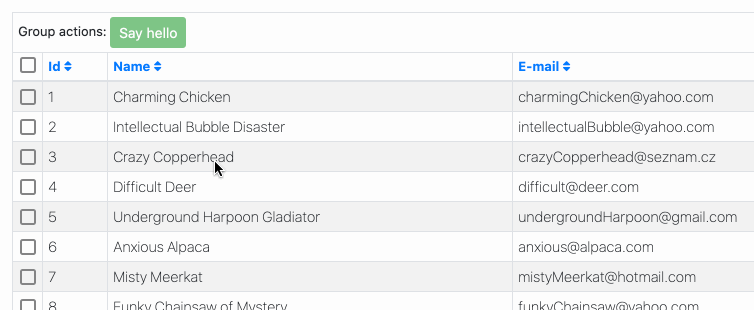 Group actions: Say hello
Id Name E-mail
1 Charming Chicken charmingChicken@yahoo.com
2 Intellectual Bubble Disaster intellectualBubble@yahoo.com
3 Crazy Copperhead crazyCopperhead@seznam.cz
4 Difficult Deer difficult@deer.com
5 Underground Harpoon Gladiator undergroundHarpoon@gmail.com
6 Anxious Alpaca anxious@alpaca.com
7 Misty Meerkat mistyMeerkat@hotmail.com
8 Funky Chainsaw of Mystery funkyChainsaw@yahoo.com